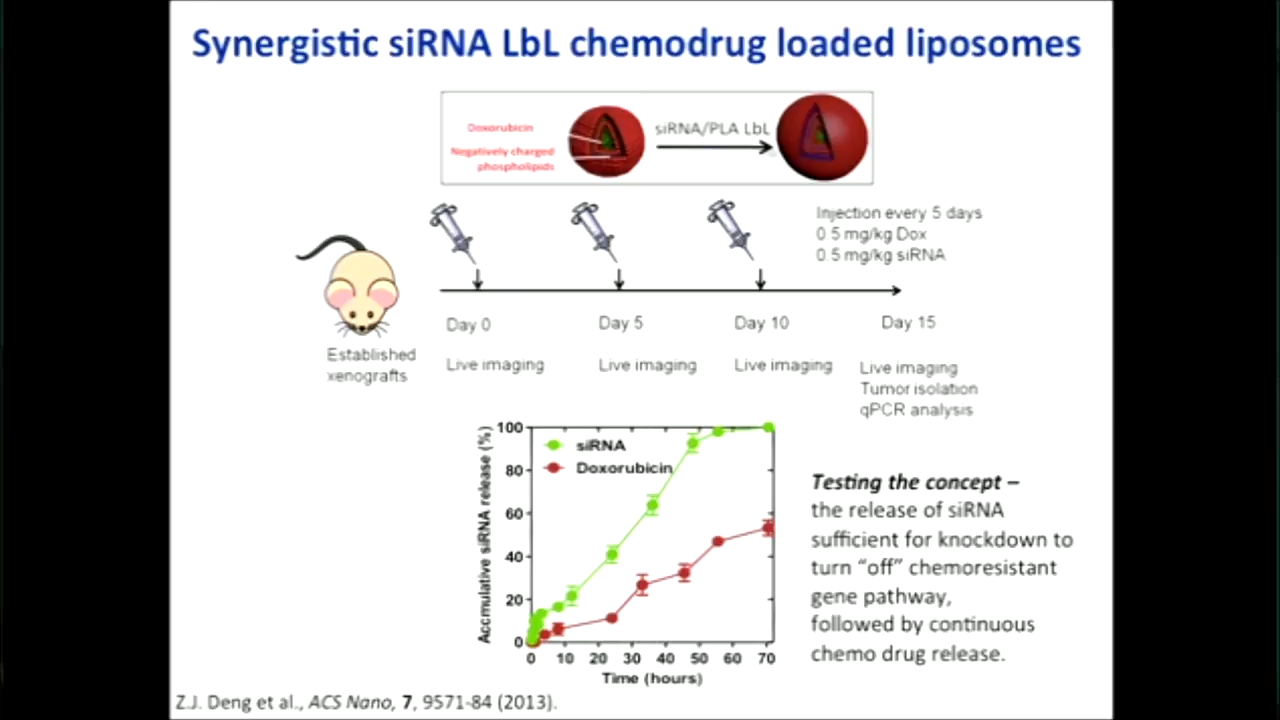 Synergistic siRNA LbL chemodrug loaded liposomes
Doxorubicin
Negatively charged
phospholipids
siRNA/PLA LbL
Injection every 5 days
0.5 mg/kg Dox
0.5 mg/kg siRNA
Day 0
Day 5
Day 10
Day 15
Established
xenografts
Live imaging
Live imaging
Live imaging
Live imaging
Tumor isolation
qPCR analysis
Accmulative siRNA release (%)
100
80
60
40
20
0
siRNA
Doxorubicin
0 10 20 30 40 50 60 70
Time (hours)
Testing the concept –
the release of siRNA
sufficient for knockdown to
turn “off” chemoresistant
gene pathway,
followed by continuous
chemo drug release.
Z.J. Deng et al., ACS Nano, 7, 9571-84 (2013).